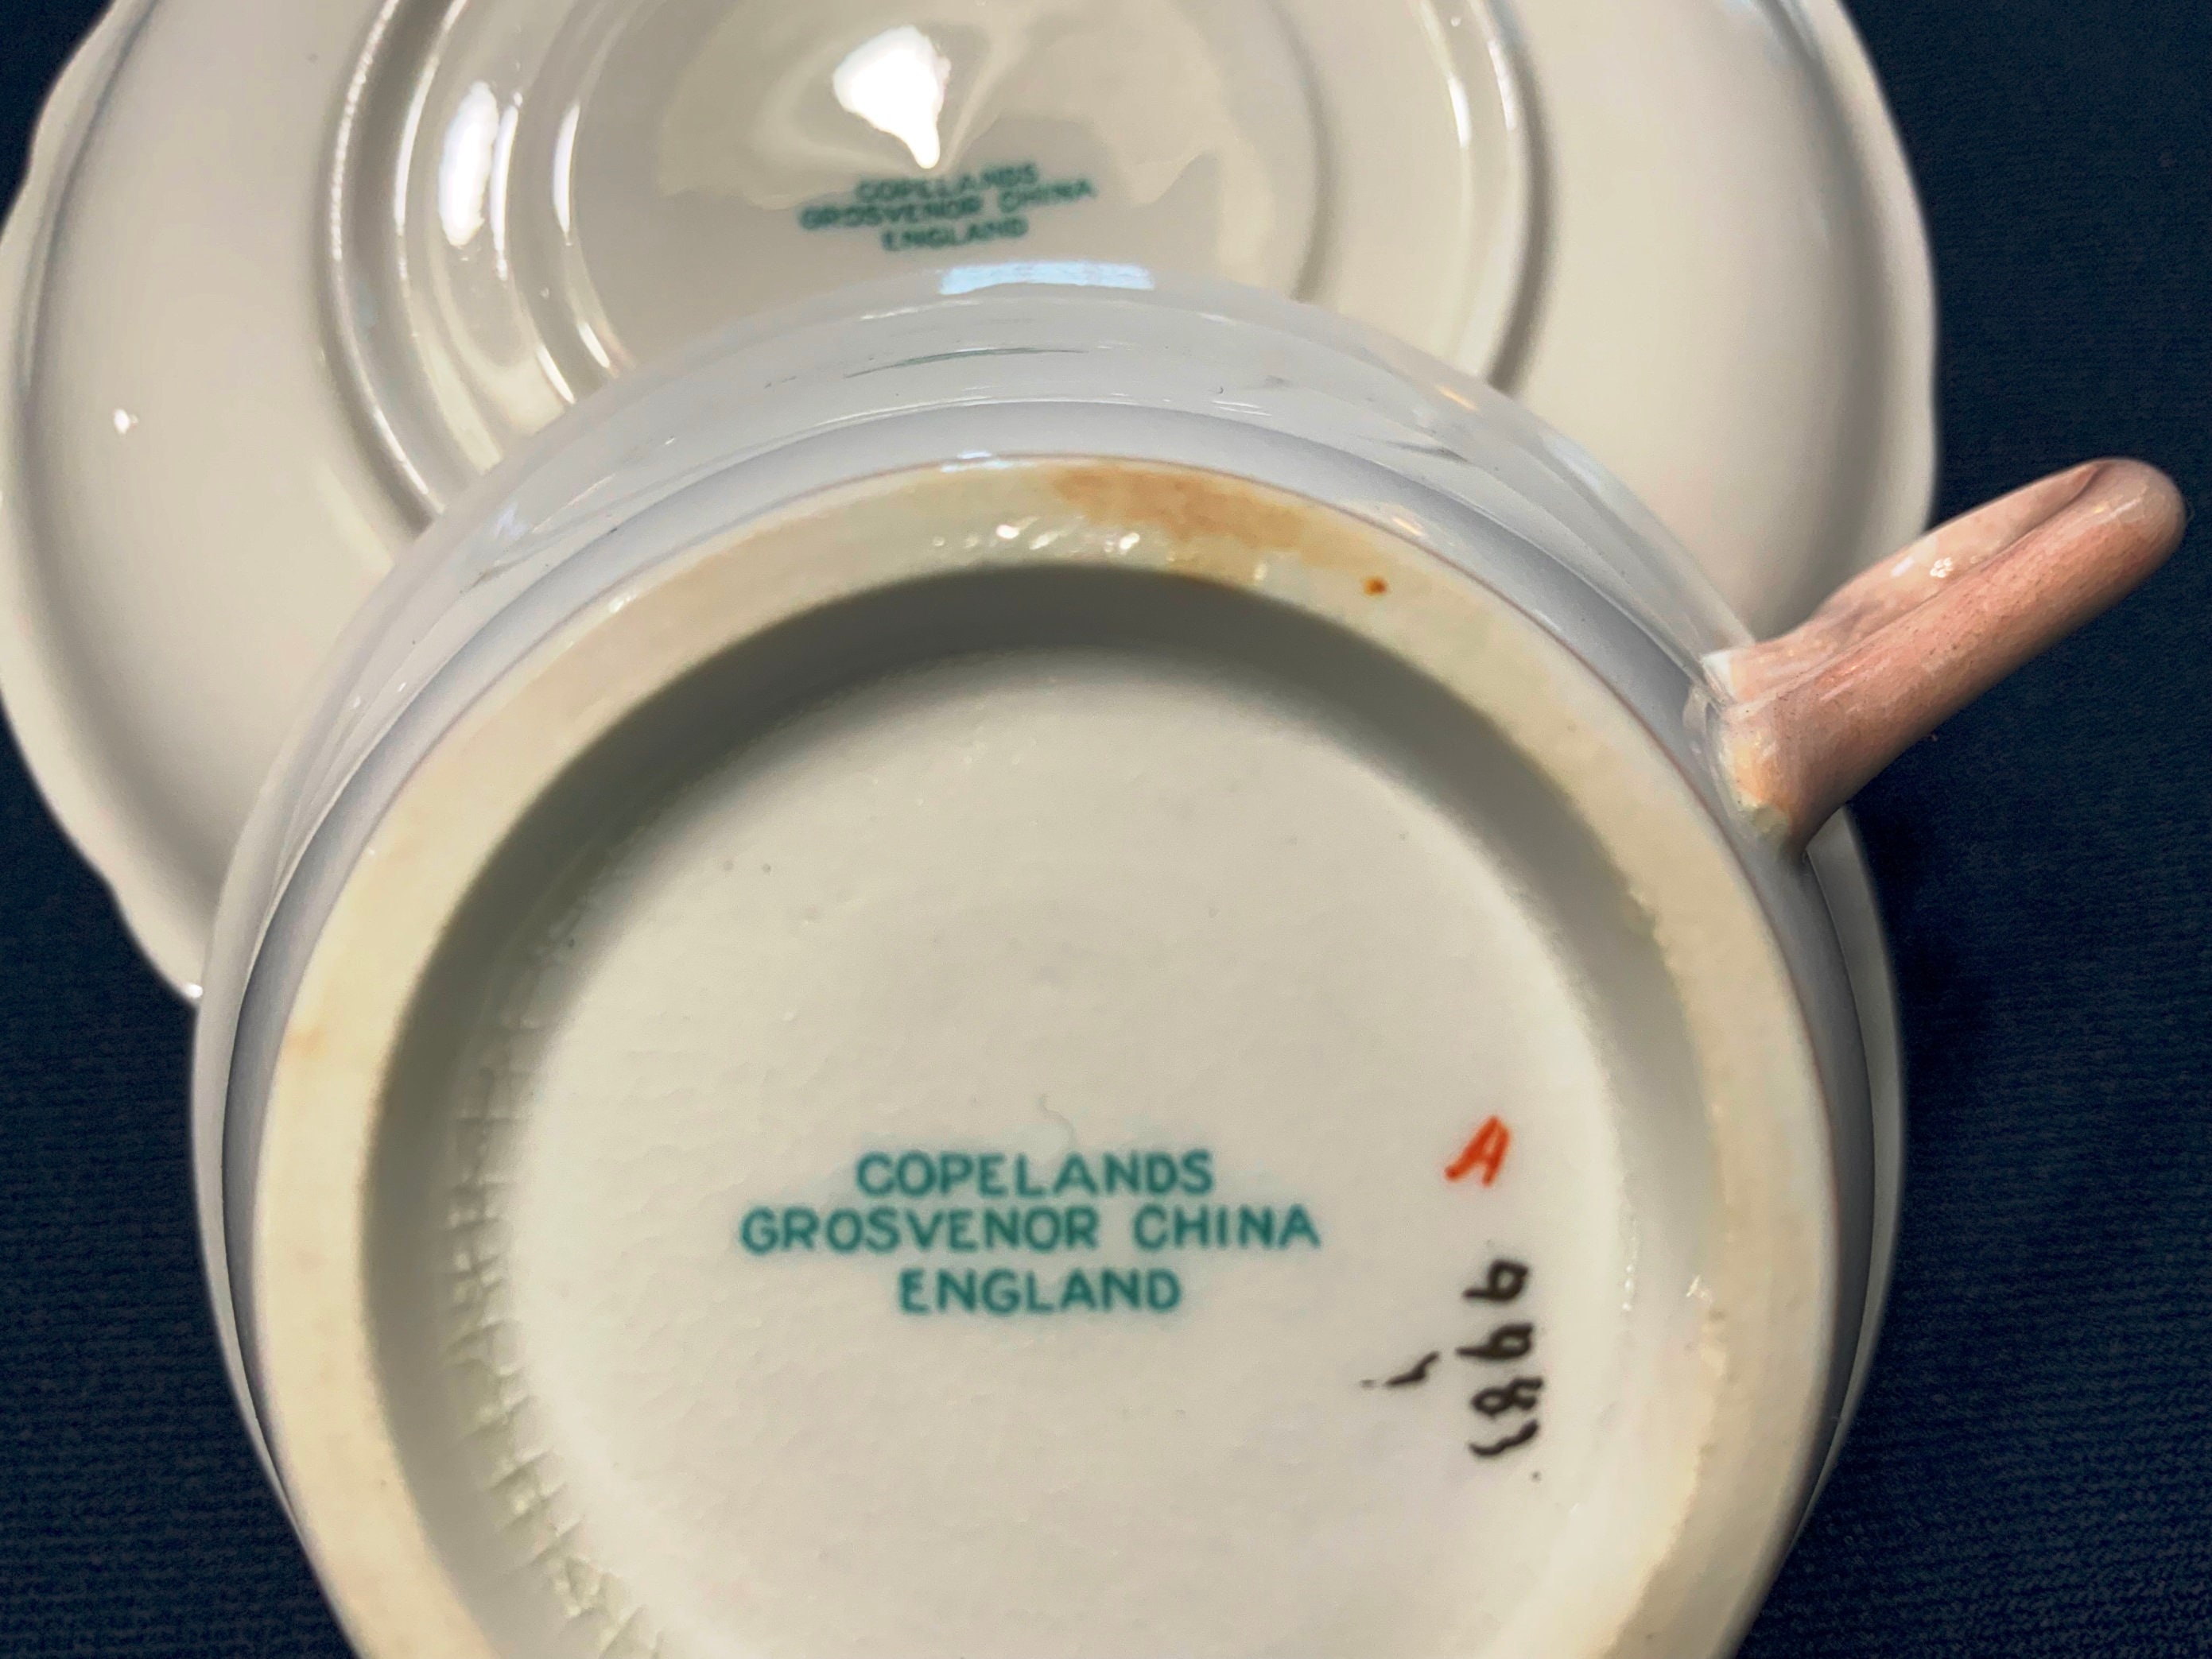 COPELANDS
GROSVENOR CHINA
ENGLAND
COPELANDS
GROSVENOR CHINA
ENGLAND
A